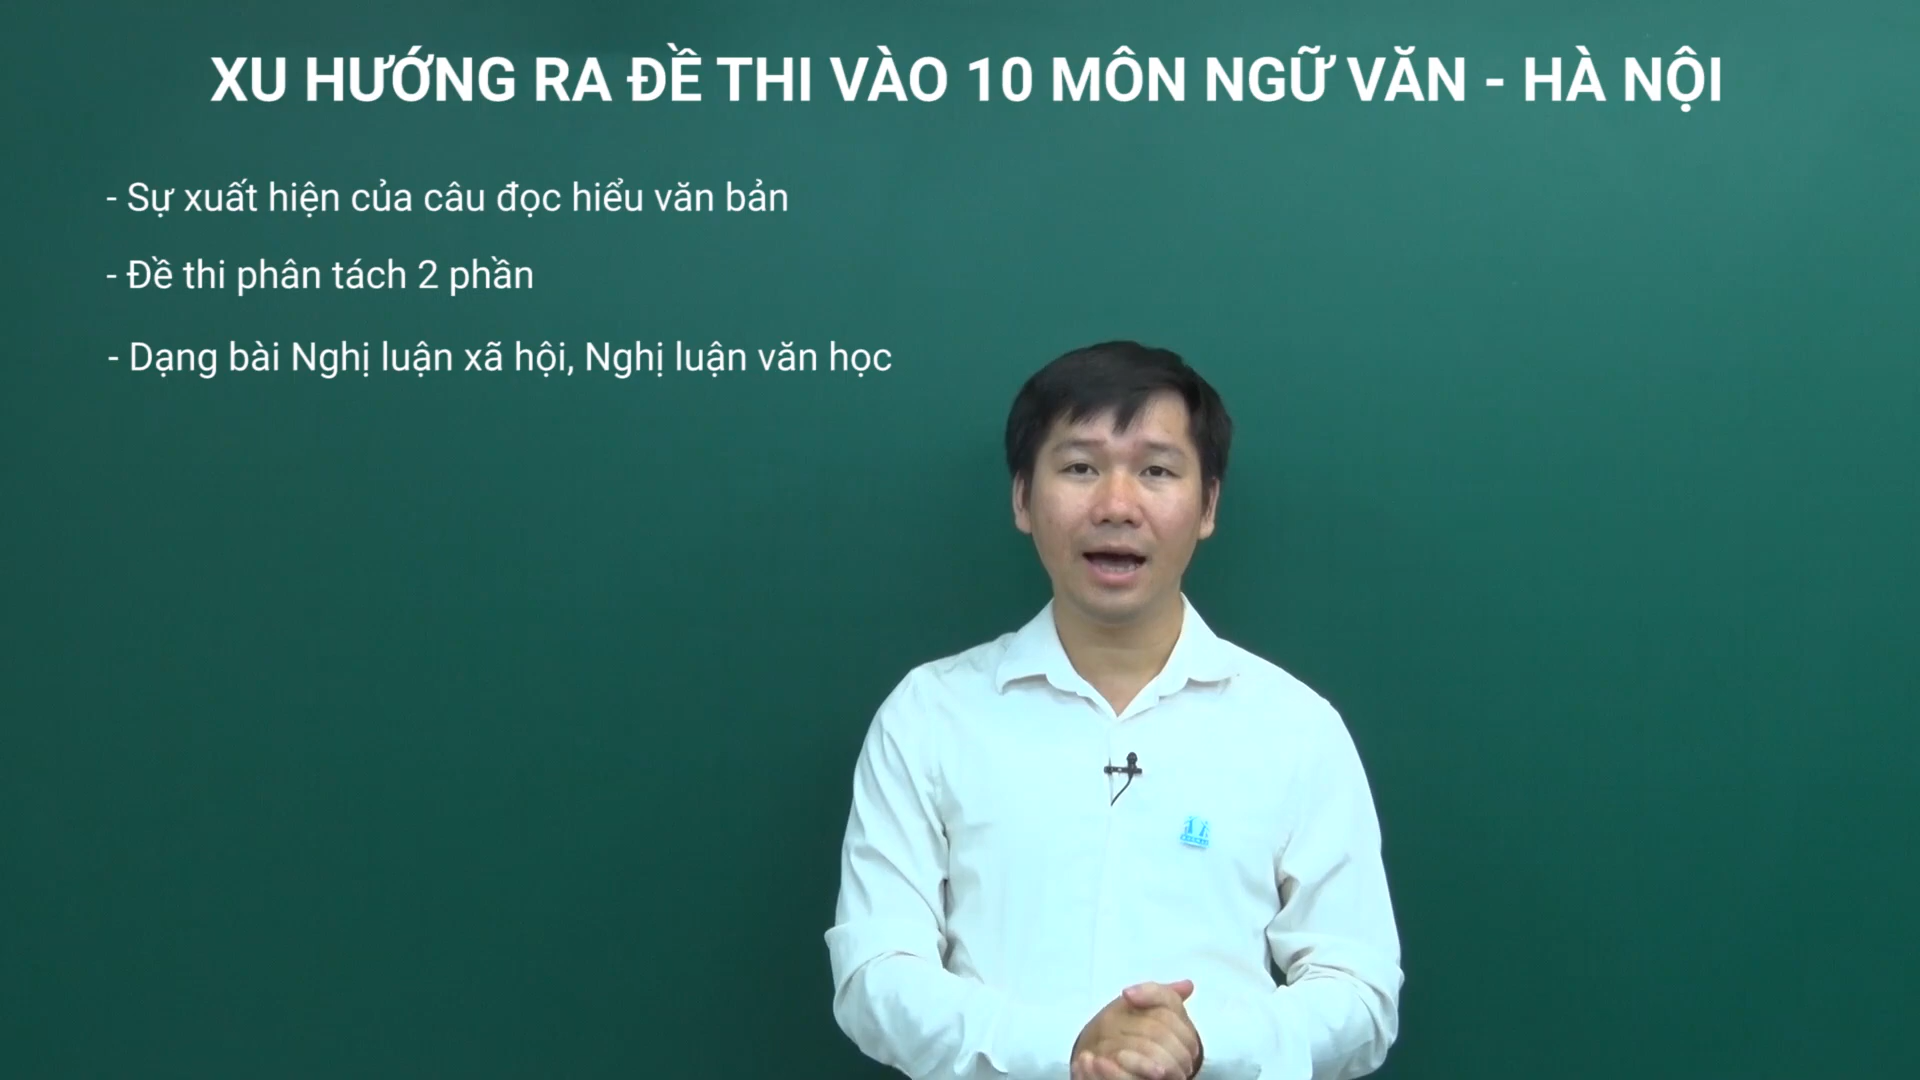 XU HƯỚNG RA ĐỀ THI VÀO 10 MÔN NGỮ VĂN - HÀ NỘI
- Sự xuất hiện của câu đọc hiểu văn bản
- Đề thi phân tách 2 phần
- Dạng bài Nghị luận xã hội, Nghị luận văn học